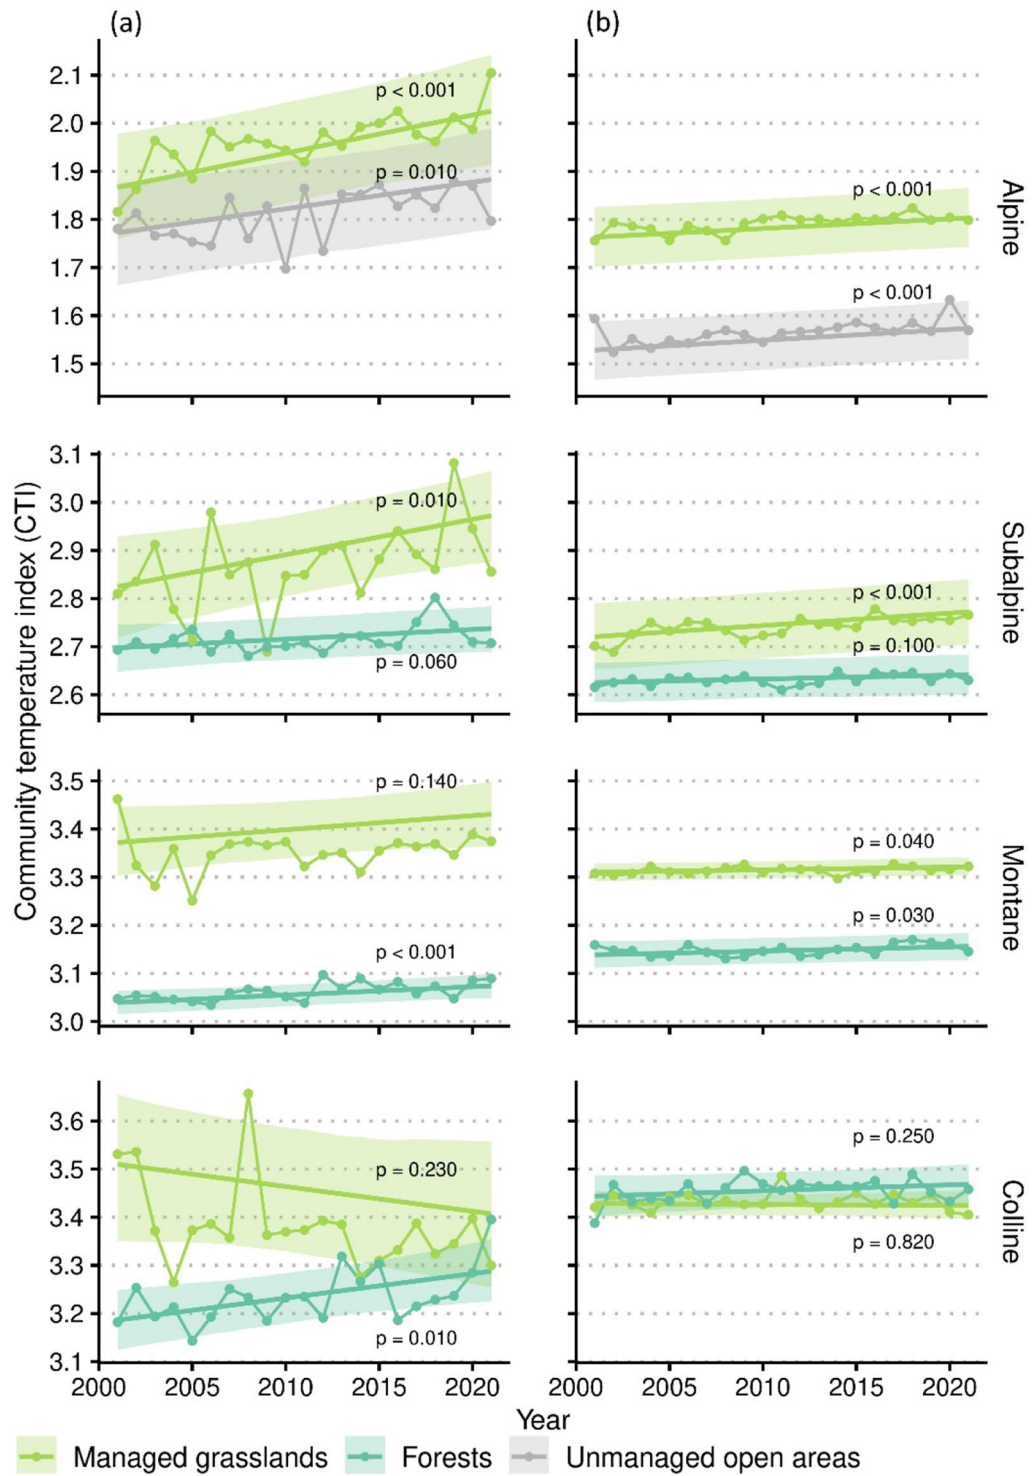 (a) (b)
2.1
2.0
1.9
1.8
1.7
1.6
1.5
p < 0.001
p = 0.010
p < 0.001
p < 0.001
Alpine
Community temperature index (CTI)
3.1
3.0
2.9
2.8
2.7
2.6
p = 0.010
p = 0.060
p < 0.001
p = 0.100
Subalpine
3.5
3.4
3.3
3.2
3.1
3.0
p = 0.140
p < 0.001
p = 0.040
p = 0.030
Montane
3.6
3.5
3.4
3.3
3.2
3.1
p = 0.230
p = 0.010
p = 0.250
p = 0.820
Colline
2000 2005 2010 2015 2020 2000 2005 2010 2015 2020
Year
Managed grasslands Forests Unmanaged open areas